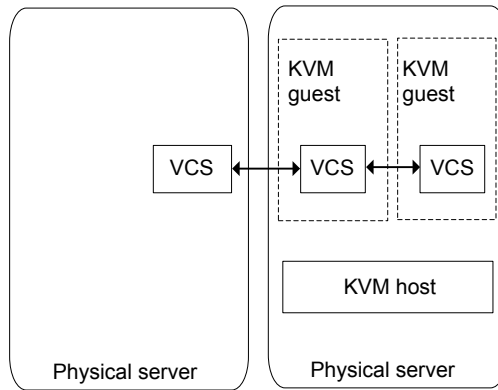 KVM
guest
KVM
guest
VCS
VCS
VCS
KVM host
Physical server
Physical server